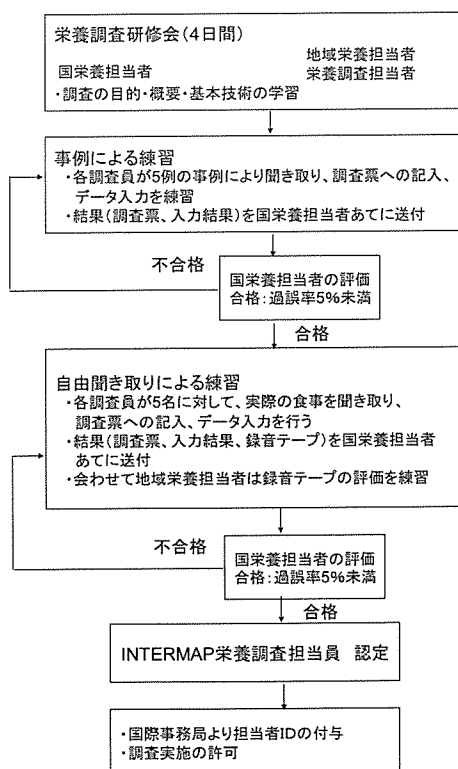 栄養調査研修会(4日間)
地域栄養担当者
国栄養担当者
栄養調査担当者
・調査の目的・概要・基本技術の学習
事例による練習
・各調査員が5例の事例により聞き取り、調査票への記入、
データ入力を練習
・結果(調査票、入力結果)を国栄養担当者あてに送付
不合格
国栄養担当者の評価
合格:過誤率5%未満
合格
自由聞き取りによる練習
・各調査員が5名に対して、実際の食事を聞き取り、
調査票への記入、データ入力を行う
・結果(調査票、入力結果、録音テープ)を国栄養担当者
あてに送付
・会わせて地域栄養担当者は録音テープの評価を練習
不合格
国栄養担当者の評価
合格:過誤率5%未満
合格
INTERMAP栄養調査担当員 認定
・国際事務局より担当者IDの付与
・調査実施の許可